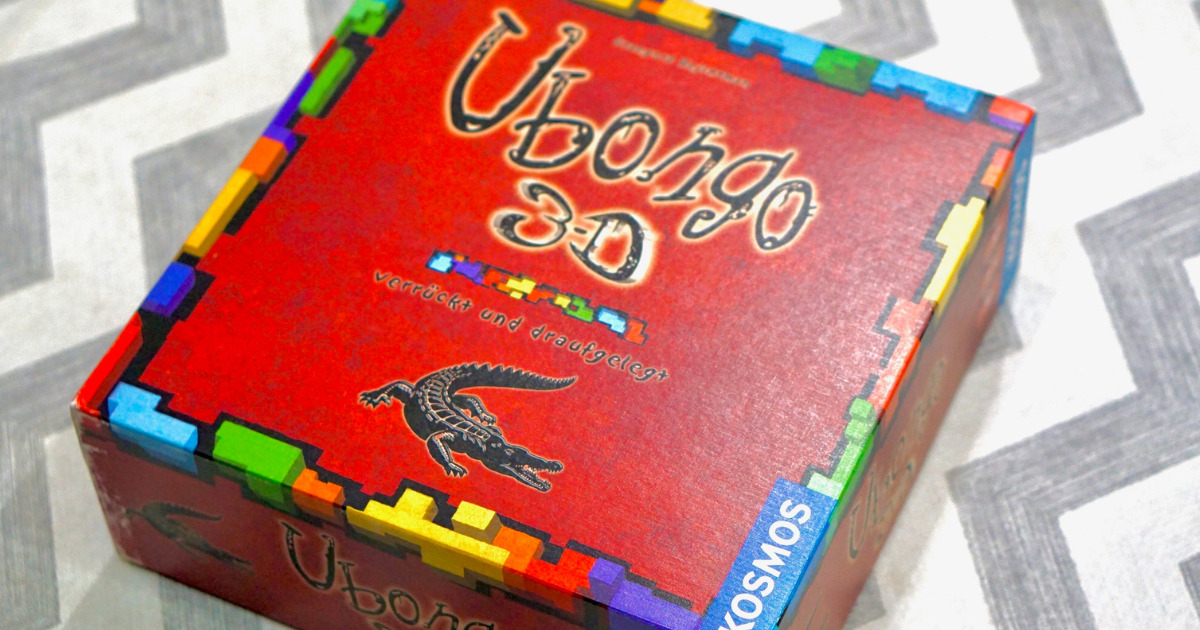 Ubongo
3-D
verrückt und draufgelegt
KOSMOS
Ubongo